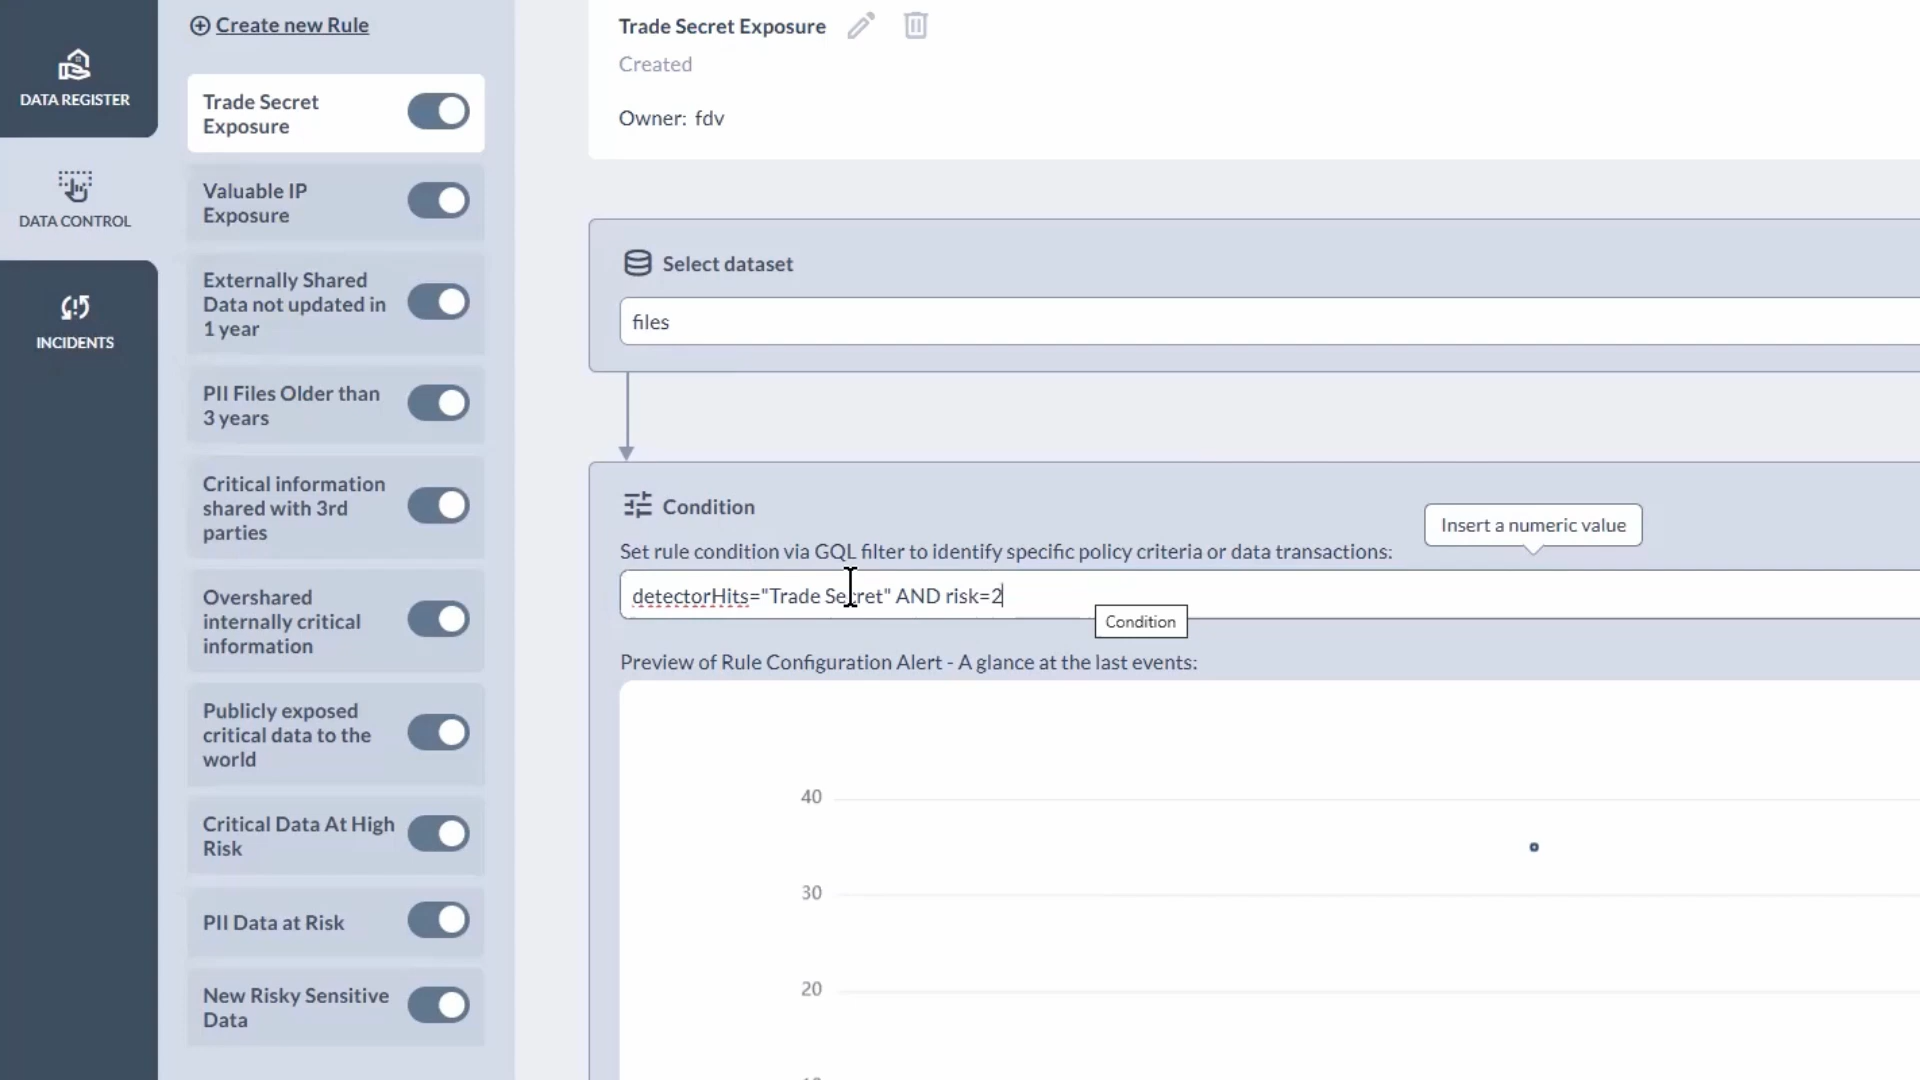 DATA REGISTER
DATA CONTROL
INCIDENTS
Create new Rule
Trade Secret
Exposure
Valuable IP
Exposure
Externally Shared
Data not updated in
1 year
PII Files Older than
3 years
Critical information
shared with 3rd
parties
Overshared
internally critical
information
Publicly exposed
critical data to the
world
Critical Data At High
Risk
PII Data at Risk
New Risky Sensitive
Data
Trade Secret Exposure
Created
Owner: fdv
Select dataset
files
Condition
Insert a numeric value
Set rule condition via GQL filter to identify specific policy criteria or data transactions:
detectorHits="Trade Secret" AND risk=2
Condition
Preview of Rule Configuration Alert - A glance at the last events:
40
30
20